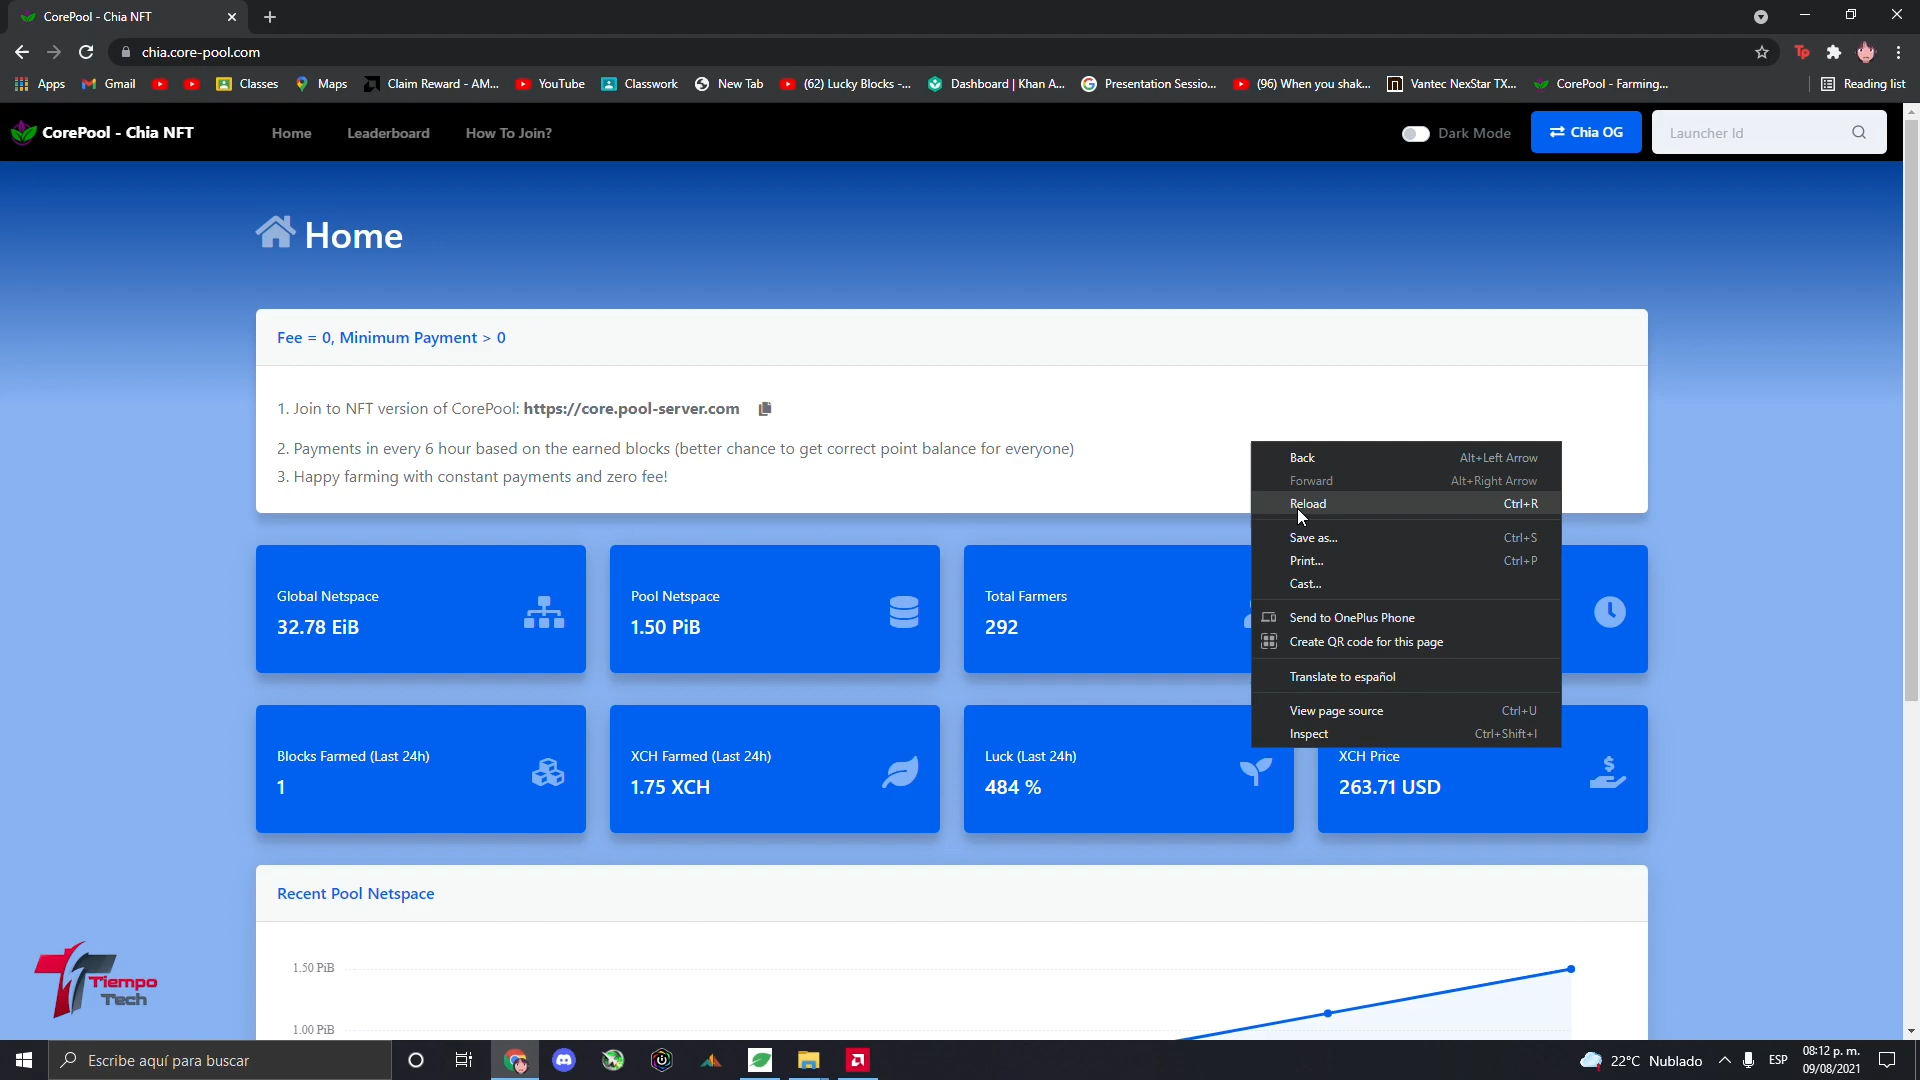 CorePool - Chia NFT
chia.core-pool.com
Apps
Gmail
Classes
Maps
Claim Reward - AM...
YouTube
Classwork
New Tab
(62) Lucky Blocks -...
Dashboard | Khan A...
Presentation Sessio...
(96) When you shak...
Vantec NexStar TX...
CorePool - Farming...
Reading list
CorePool - Chia NFT
Home
Leaderboard
How To Join?
Dark Mode
Chia OG
Launcher Id
Home
Fee = 0, Minimum Payment > 0
1. Join to NFT version of CorePool: https://core.pool-server.com
2. Payments in every 6 hour based on the earned blocks (better chance to get correct point balance for everyone)
3. Happy farming with constant payments and zero fee!
Back Alt+Left Arrow
Forward Alt+Right Arrow
Reload Ctrl+R
Save as... Ctrl+S
Print... Ctrl+P
Cast...
Send to OnePlus Phone
Create QR code for this page
Translate to español
View page source Ctrl+U
Inspect Ctrl+Shift+I
Global Netspace
32.78 EiB
Pool Netspace
1.50 PiB
Total Farmers
292
Blocks Farmed (Last 24h)
1
XCH Farmed (Last 24h)
1.75 XCH
Luck (Last 24h)
484 %
XCH Price
263.71 USD
Recent Pool Netspace
1.50 PiB
1.00 PiB
Tiempo
Tech
Escribe aquí para buscar
22°C Nublado
ESP
08:12 p. m.
09/08/2021